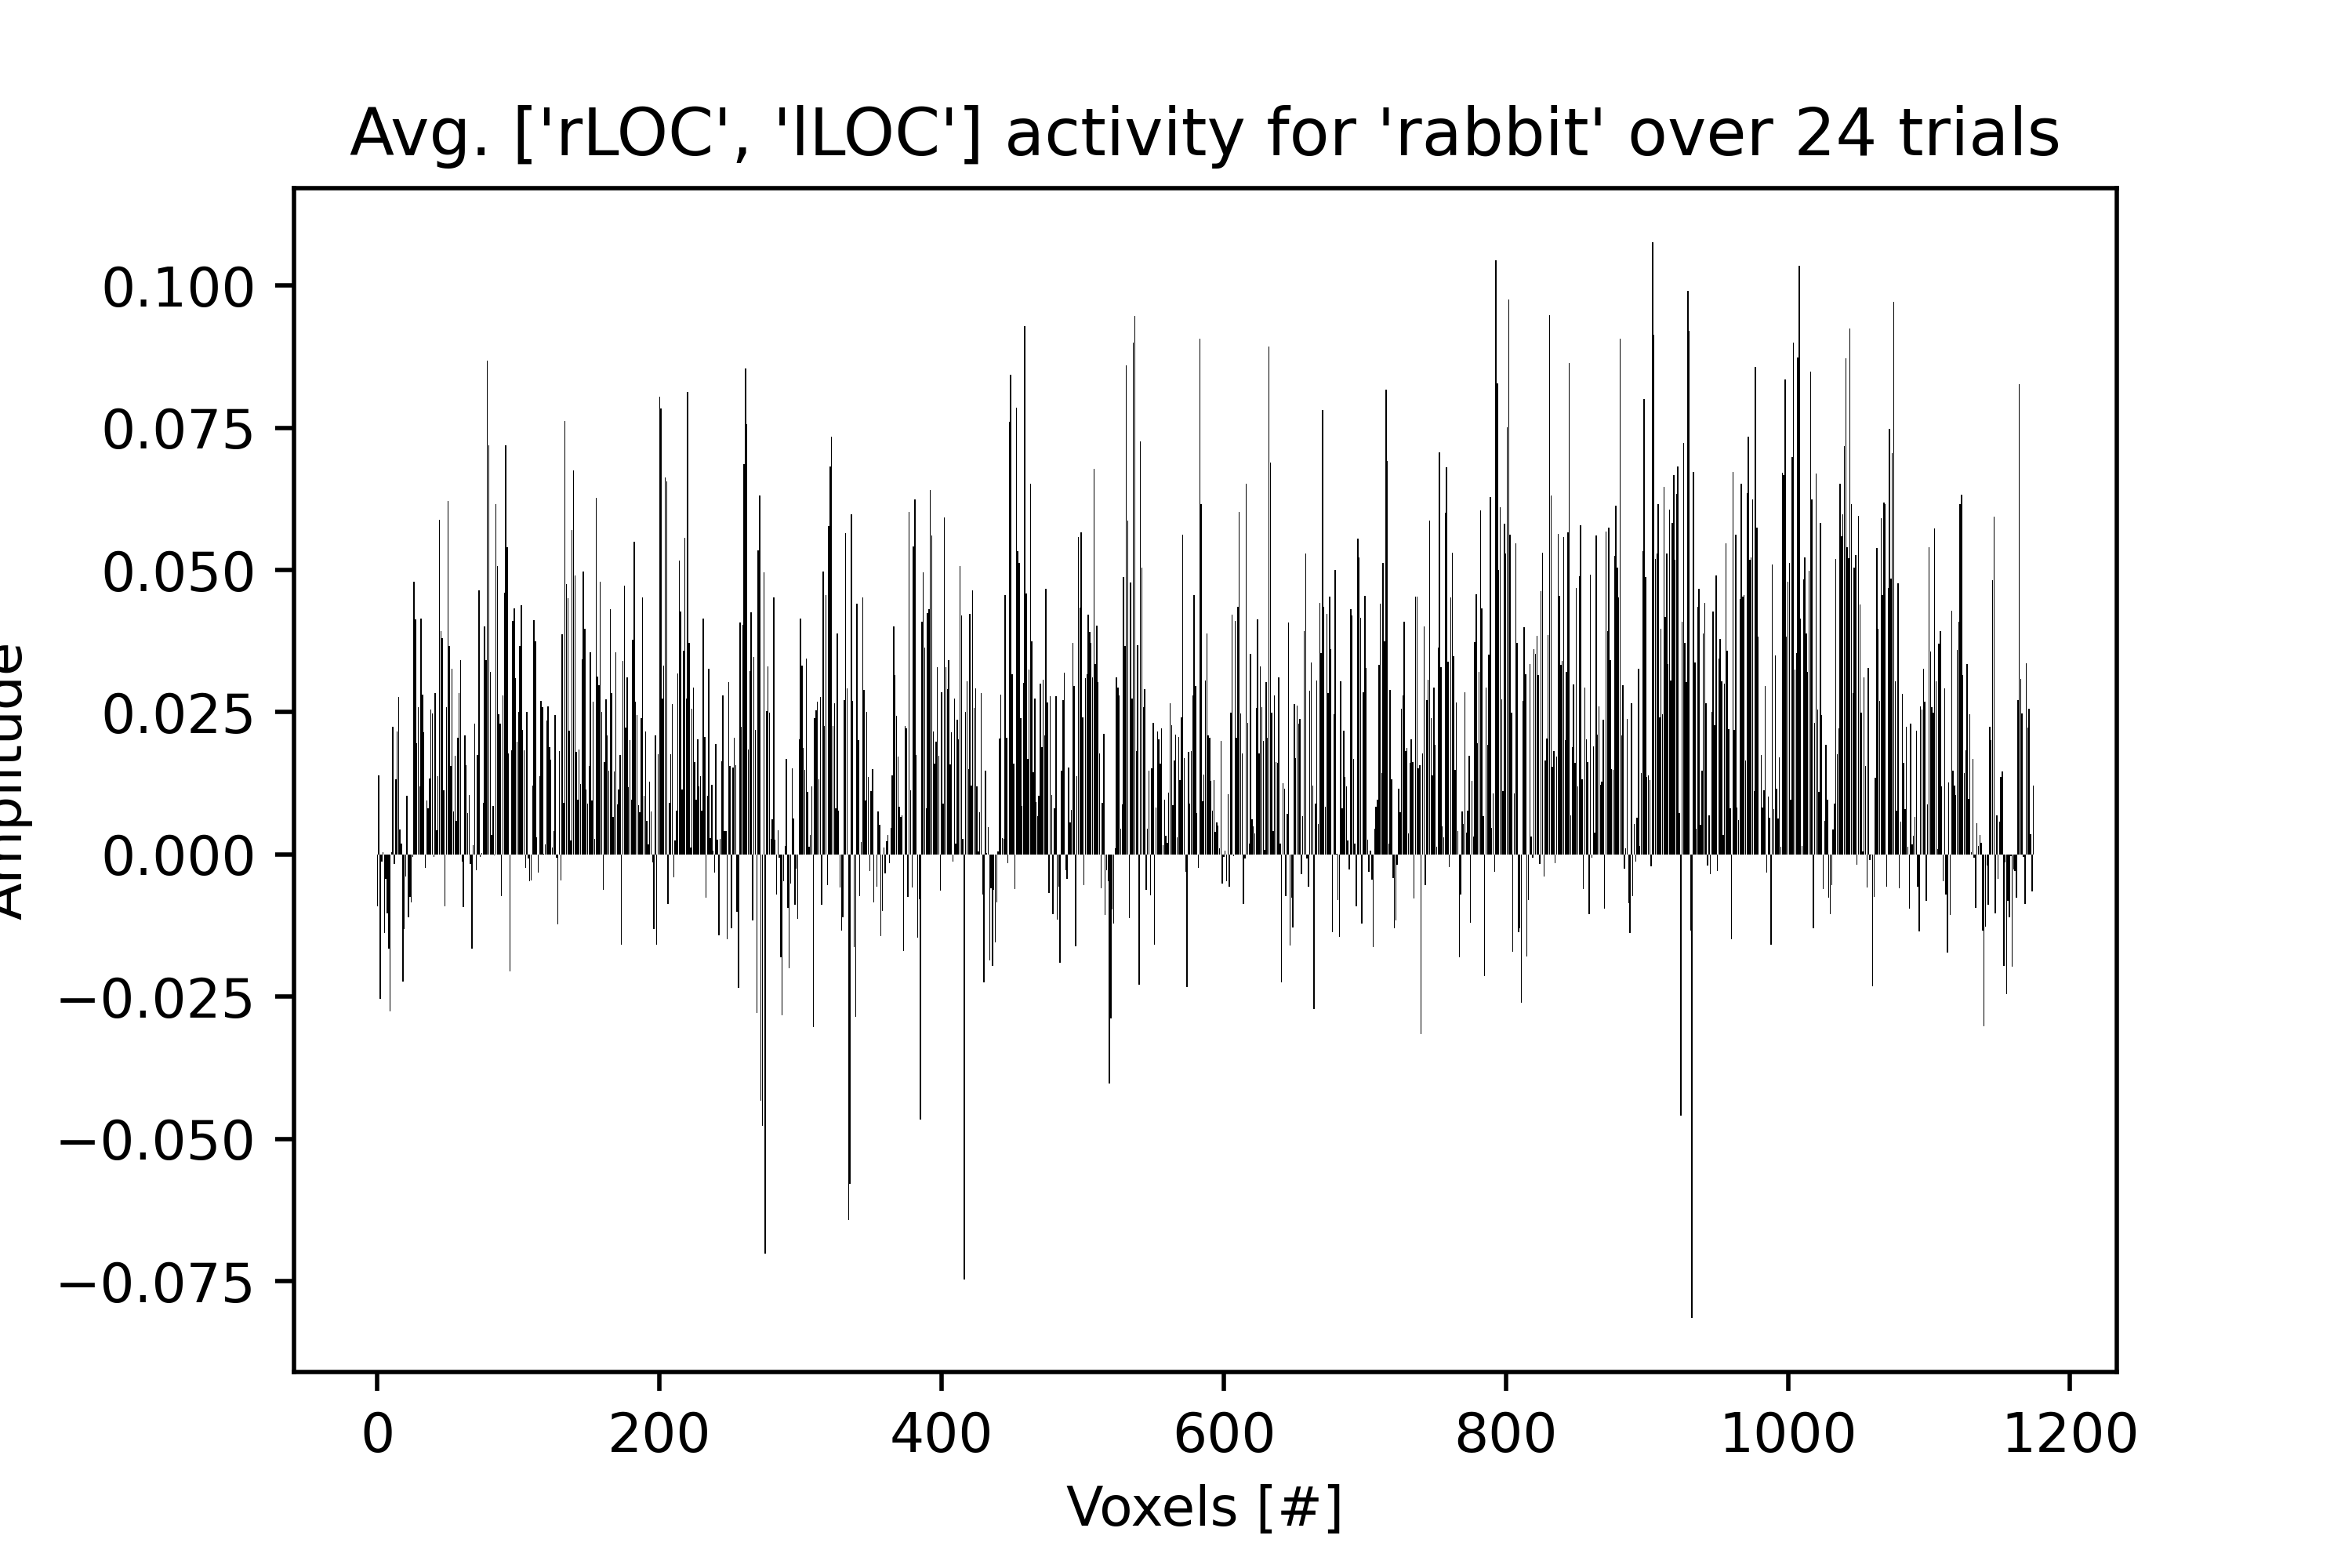 Avg. ['rLOC', 'lLOC'] activity for 'rabbit' over 24 trials
0.100
0.075
0.050
0.025
0.000
−0.025
−0.050
−0.075
Amplitude
0 200 400 600 800 1000 1200
Voxels [#]